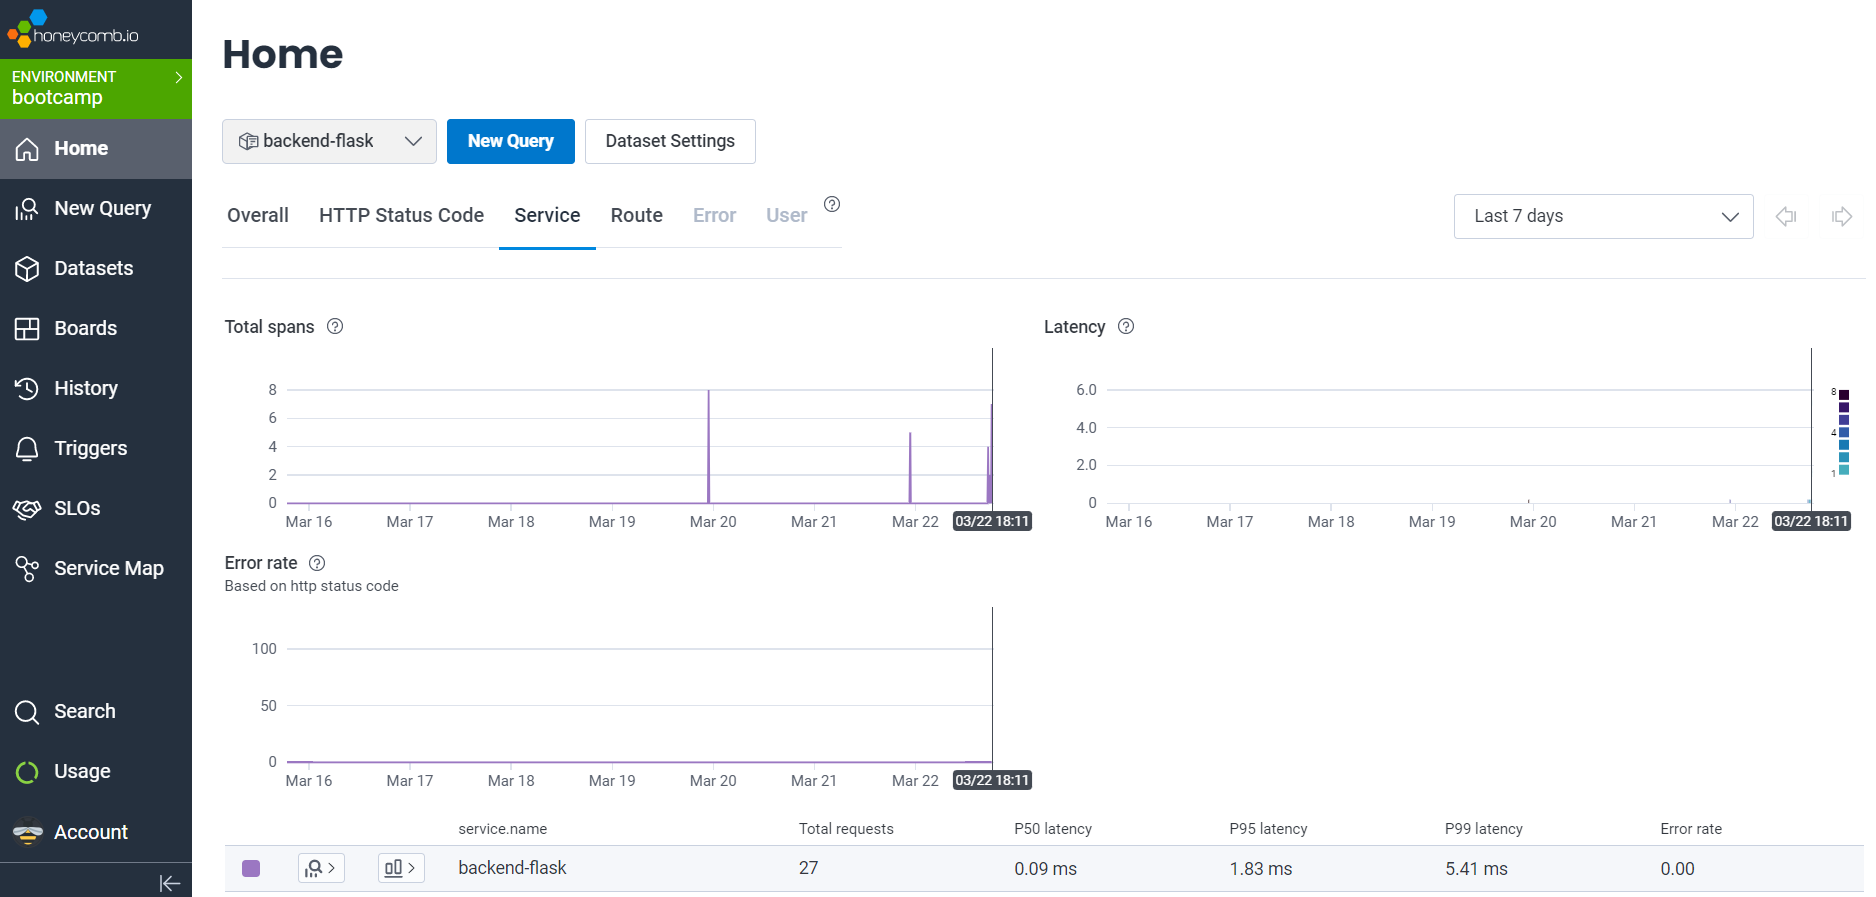 honeycomb.io
ENVIRONMENT
bootcamp
Home
New Query
Datasets
Boards
History
Triggers
SLOs
Service Map
Search
Usage
Account
Home
backend-flask New Query Dataset Settings
Overall HTTP Status Code Service Route Error User ?
Last 7 days
Total spans ?
8
6
4
2
0
Mar 16 Mar 17 Mar 18 Mar 19 Mar 20 Mar 21 Mar 22 03/22 18:11
Latency ?
6.0
4.0
2.0
0
Mar 16 Mar 17 Mar 18 Mar 19 Mar 20 Mar 21 Mar 22 03/22 18:11
8
4
1
Error rate ?
Based on http status code
100
50
0
Mar 16 Mar 17 Mar 18 Mar 19 Mar 20 Mar 21 Mar 22 03/22 18:11
service.name Total requests P50 latency P95 latency P99 latency Error rate
backend-flask 27 0.09 ms 1.83 ms 5.41 ms 0.00